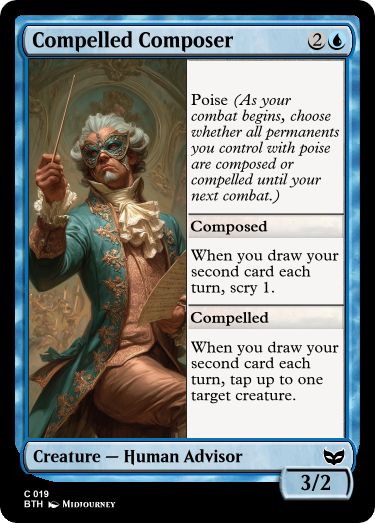 Compelled Composer 2
Poise (As your
combat begins, choose
whether all permanents
you control with poise
are composed or
compelled until your
next combat.)
Composed
When you draw your
second card each
turn, scry 1.
Compelled
When you draw your
second card each
turn, tap up to one
target creature.
Creature — Human Advisor
3/2
C 019
BTH Midjourney